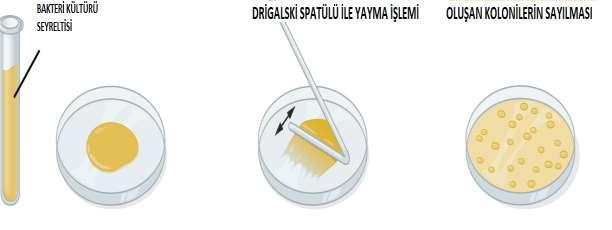 BAKTERİ KÜLTÜRÜ
SEYRELTİSİ
DRİGALSKİ SPATÜLÜ İLE YAYMA İŞLEMİ
OLUŞAN KOLONİLERİN SAYILMASI